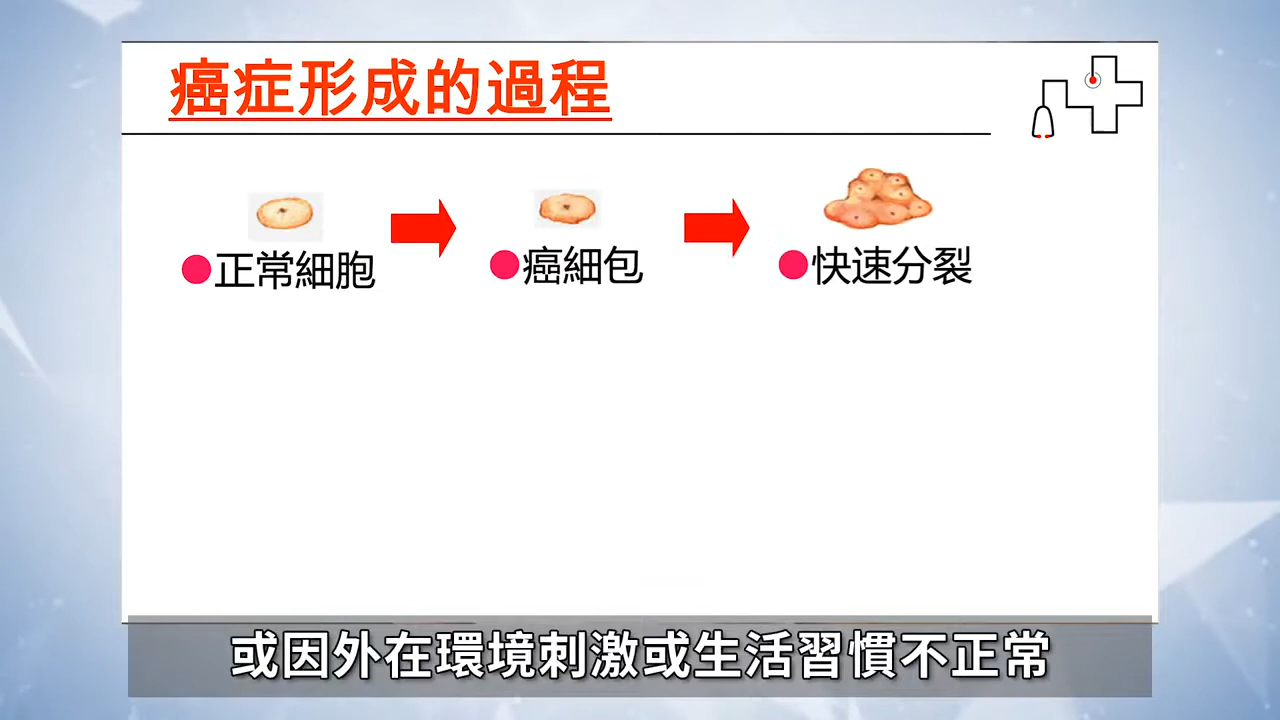 癌症形成的過程
正常細胞
癌細包
快速分裂
或因外在環境刺激或生活習慣不正常